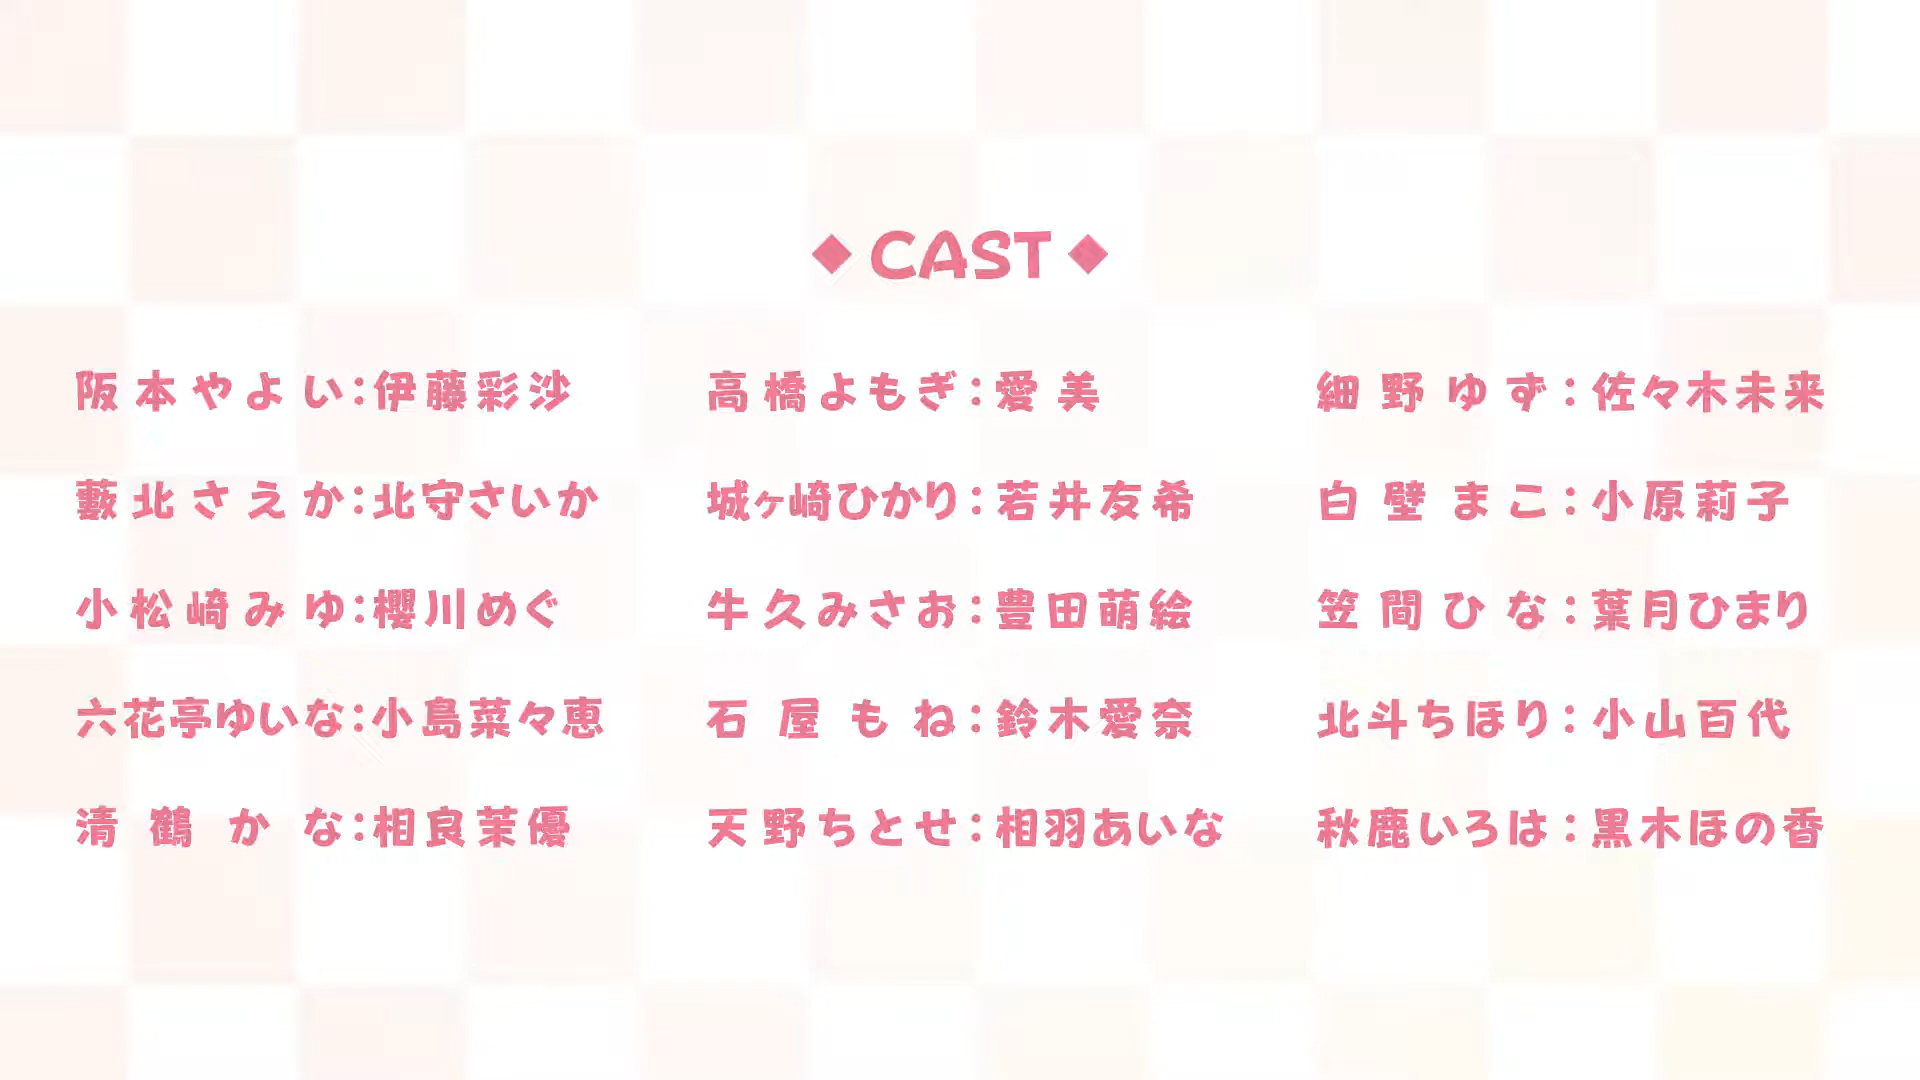 ◆CAST◆
阪本やよい:伊藤彩沙
高橋よもぎ:愛美
細野ゆず:佐々木未来
藪北さえか:北守さいか
城ヶ崎ひかり:若井友希
白壁まこ:小原莉子
小松崎みゆ:櫻川めぐ
牛久みさお:豊田萌絵
笠間ひな:葉月ひまり
六花亭ゆいな:小島菜々恵
石屋もね:鈴木愛奈
北斗ちほり:小山百代
清鶴かな:相良茉優
天野ちとせ:相羽あいな
秋鹿いろは:黒木ほの香